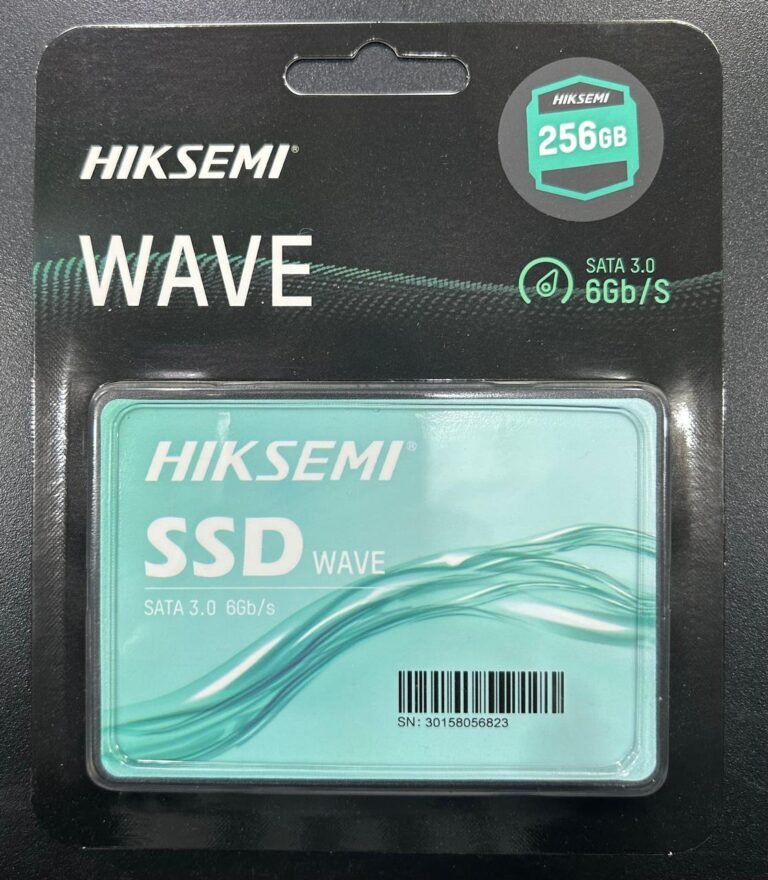 HIKSEMI
256GB
HIKSEMI®
WAVE
SATA 3.0
6Gb/S
HIKSEMI®
SSD WAVE
SATA 3.0 6Gb/s
SN: 30158056823